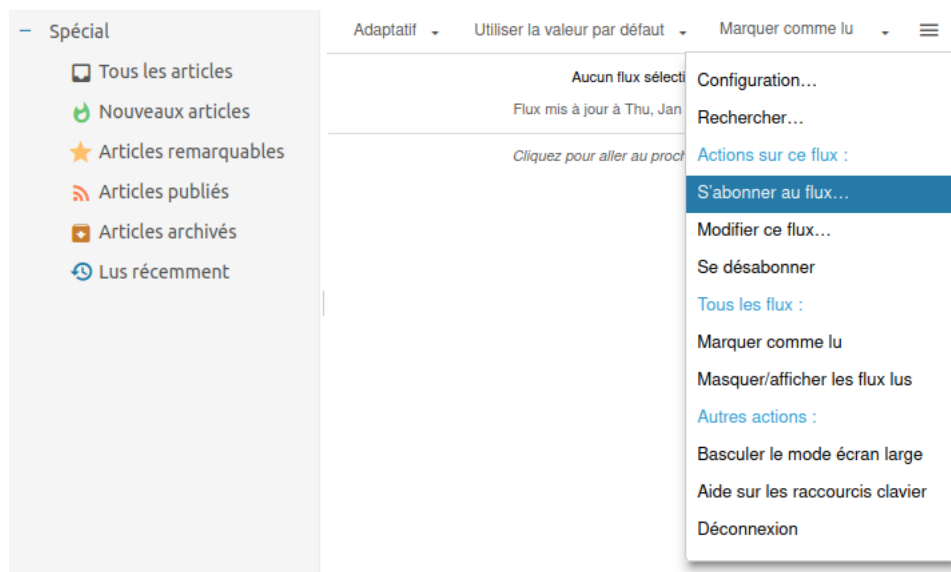 − Spécial
Tous les articles
Nouveaux articles
Articles remarquables
Articles publiés
Articles archivés
Lus récemment
Adaptatif Utiliser la valeur par défaut Marquer comme lu
Aucun flux sélecti
Flux mis à jour à Thu, Jan
Cliquez pour aller au proch
Configuration…
Rechercher…
Actions sur ce flux :
S'abonner au flux…
Modifier ce flux…
Se désabonner
Tous les flux :
Marquer comme lu
Masquer/afficher les flux lus
Autres actions :
Basculer le mode écran large
Aide sur les raccourcis clavier
Déconnexion